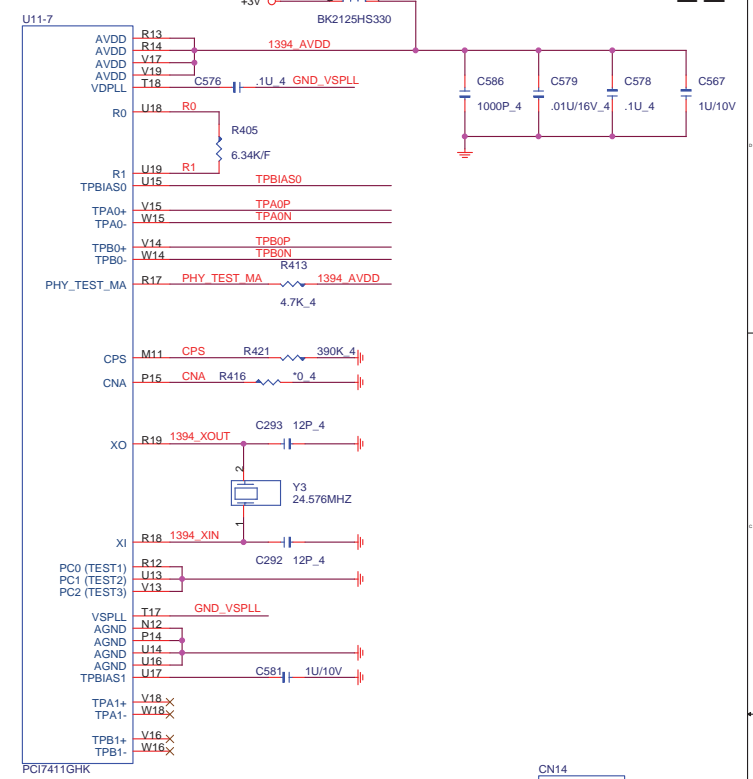 +3V
U11-7
BK2125HS330
AVDD R13
AVDD R14 1394_AVDD
AVDD V17
AVDD V19
VDPLL T18 C576 .1U_4 GND_VSPLL
C586 C579 C578 C567
1000P_4 .01U/16V_4 .1U_4 1U/10V
R0 U18 R0
R405
6.34K/F
R1 U19 R1
TPBIAS0 U15 TPBIAS0
TPA0+ V15 TPA0P
TPA0- W15 TPA0N
TPB0+ V14 TPB0P
TPB0- W14 TPB0N
R413
PHY_TEST_MA R17 PHY_TEST_MA 1394_AVDD
4.7K_4
CPS M11 CPS R421 390K_4
CNA P15 CNA R416 *0_4
C293 12P_4
XO R19 1394_XOUT
2
Y3
24.576MHZ
1
XI R18 1394_XIN
C292 12P_4
PC0 (TEST1) R12
PC1 (TEST2) U13
PC2 (TEST3) V13
VSPLL T17 GND_VSPLL
AGND N12
AGND P14
AGND U14
AGND U16
TPBIAS1 U17 C581 1U/10V
TPA1+ V18
TPA1- W18
TPB1+ V16
TPB1- W16
PCI7411GHK
CN14